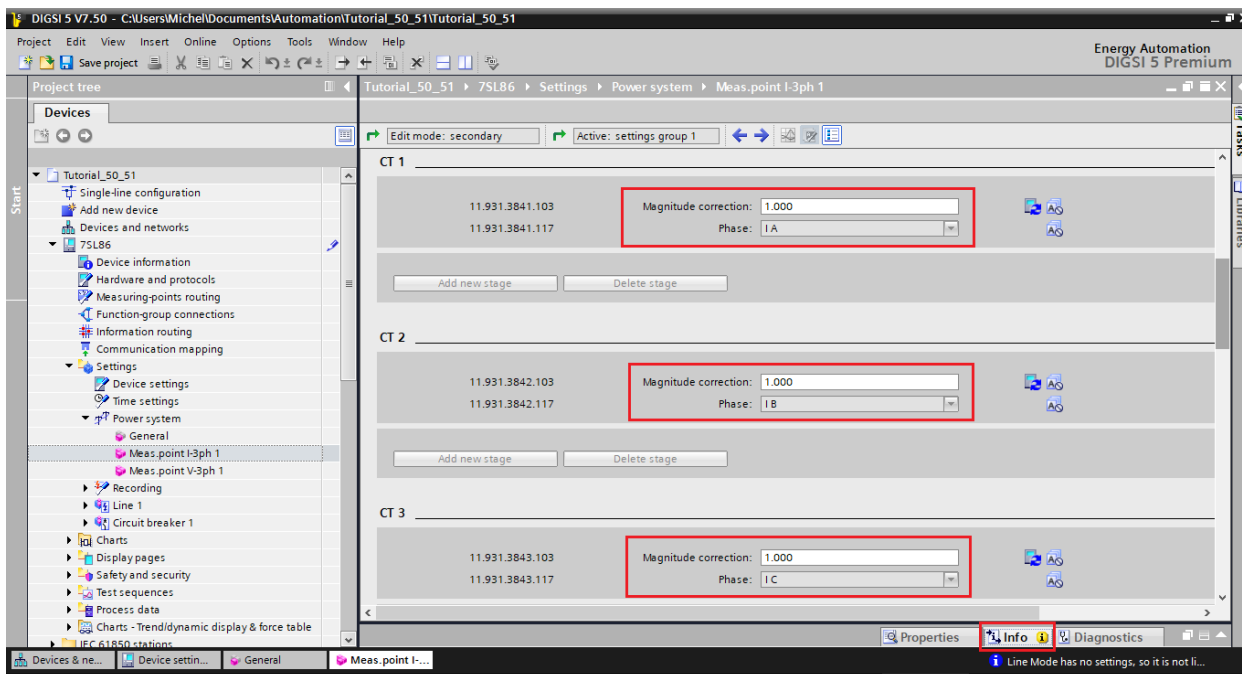 DIGSI 5 V7.50 - C:\Users\Michel\Documents\Automation\Tutorial_50_51\Tutorial_50_51
Project Edit View Insert Online Options Tools Window Help
Energy Automation
DIGSI 5 Premium
Save project
Project tree
Tutorial_50_51 7SL86 Settings Power system Meas.point I-3ph 1
Devices
Edit mode: secondary
Active: settings group 1
Start
Tasks
Libraries
Tutorial_50_51
Single-line configuration
Add new device
Devices and networks
7SL86
Device information
Hardware and protocols
Measuring-points routing
Function-group connections
Information routing
Communication mapping
Settings
Device settings
Time settings
Power system
General
Meas.point I-3ph 1
Meas.point V-3ph 1
Recording
Line 1
Circuit breaker 1
Charts
Display pages
Safety and security
Test sequences
Process data
Charts - Trend/dynamic display & force table
IEC 61850 stations
CT 1
11.931.3841.103 Magnitude correction: 1.000
11.931.3841.117 Phase: I A
Add new stage Delete stage
CT 2
11.931.3842.103 Magnitude correction: 1.000
11.931.3842.117 Phase: I B
Add new stage Delete stage
CT 3
11.931.3843.103 Magnitude correction: 1.000
11.931.3843.117 Phase: I C
Properties Info Diagnostics
Devices & ne... Device settin... General Meas.point I-...
Line Mode has no settings, so it is not li...